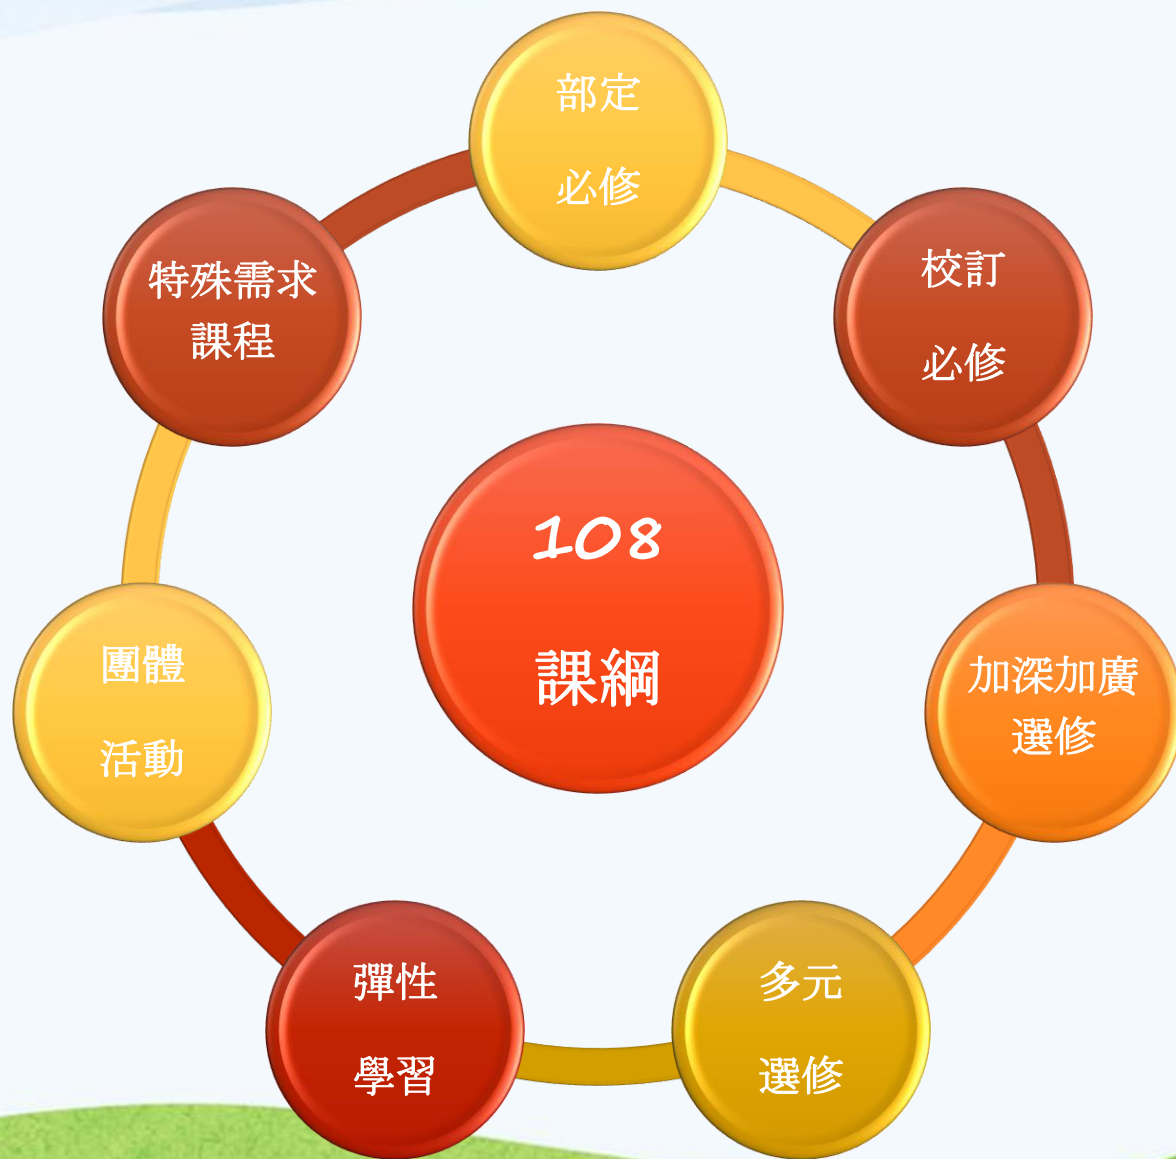 部定
必修
校訂
必修
加深加廣
選修
多元
選修
彈性
學習
團體
活動
特殊需求
課程
108
課綱